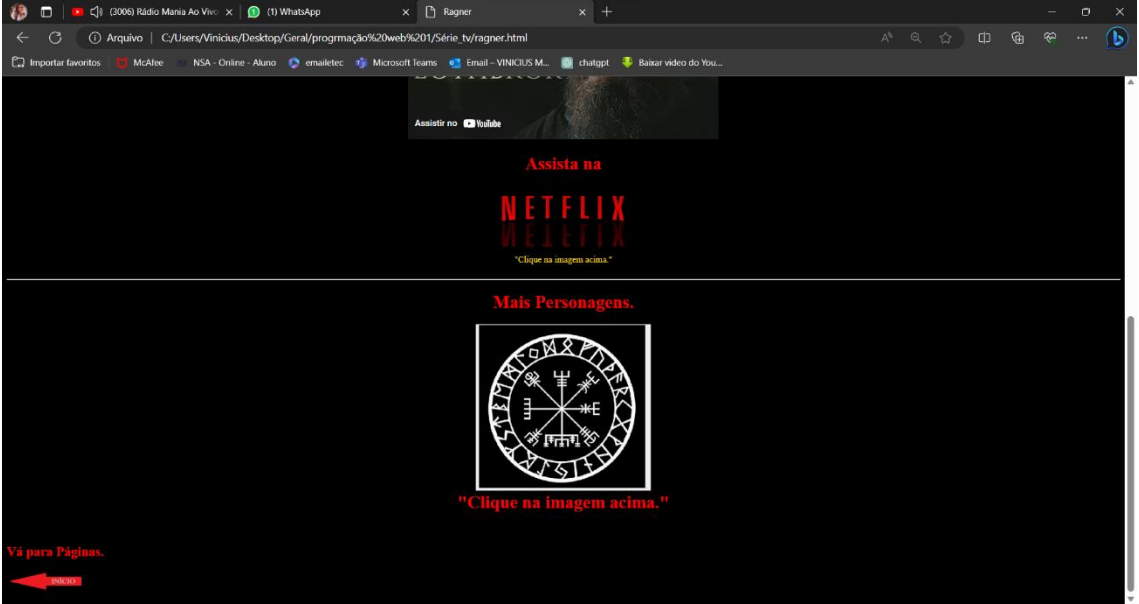 (3006) Rádio Mania Ao Vivo
(1) WhatsApp
Ragner
Arquivo | C:/Users/Vinicius/Desktop/Geral/progrmação%20web%201/Série_tv/ragner.html
Importar favoritos
McAfee
NSA - Online - Aluno
emailetec
Microsoft Teams
Email – VINICIUS M...
chatgpt
Baixar video do You...
Assistir no YouTube
Assista na
NETFLIX
"Clique na imagem acima."
Mais Personagens.
"Clique na imagem acima."
Vá para Páginas.
INÍCIO